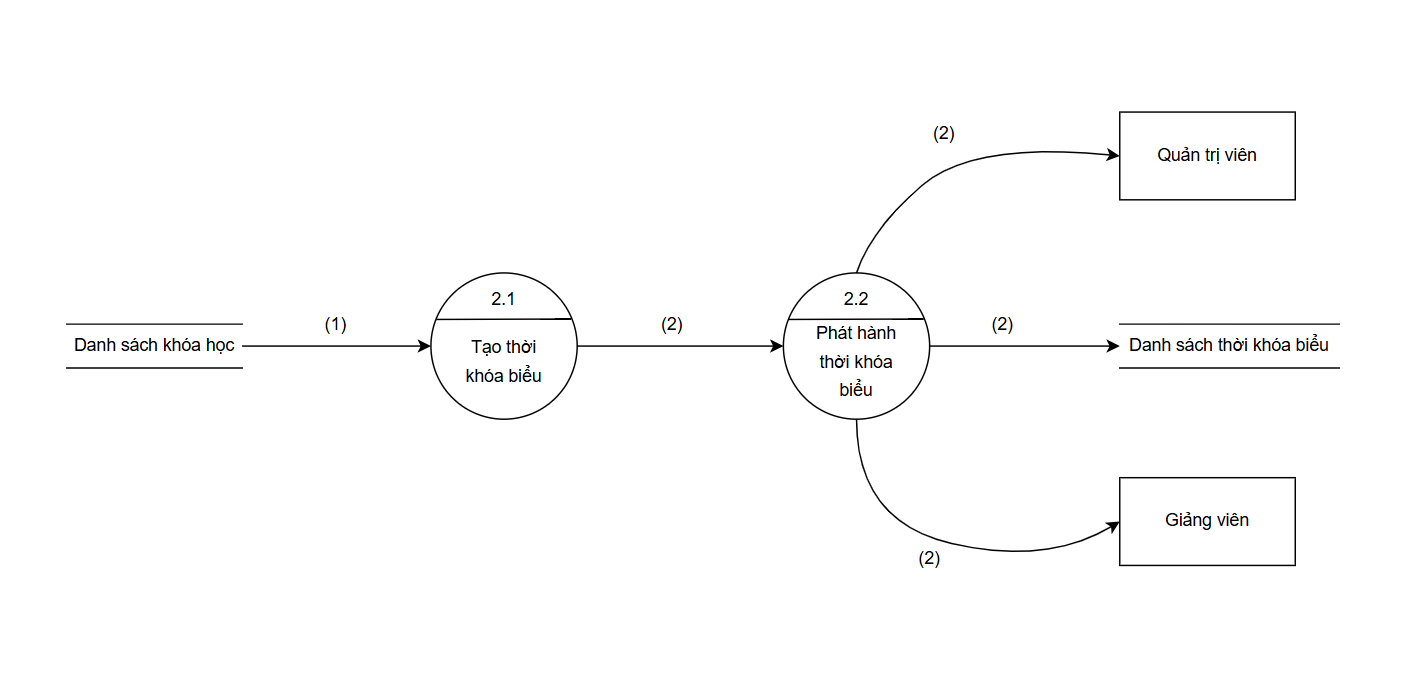 (2)
Quản trị viên
2.1
2.2
(1)
(2)
(2)
Danh sách khóa học
Tạo thời
khóa biểu
Phát hành
thời khóa
biểu
Danh sách thời khóa biểu
Giảng viên
(2)